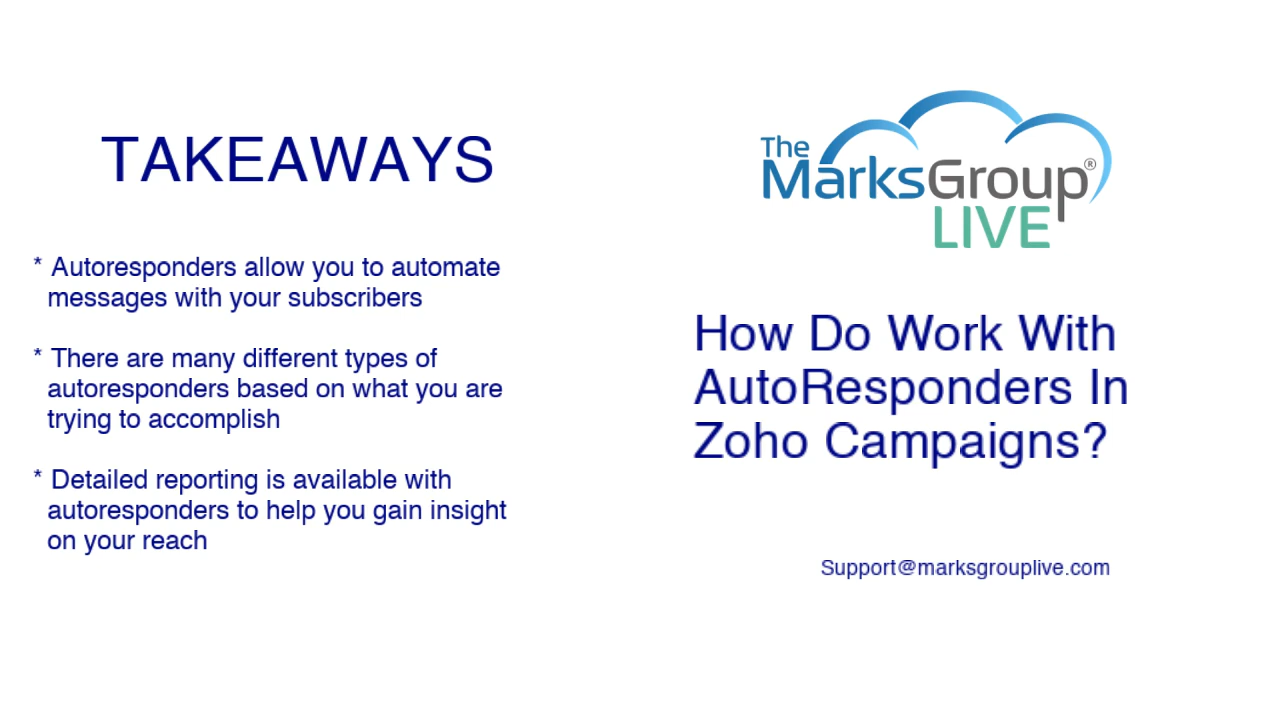 TAKEAWAYS
* Autoresponders allow you to automate
messages with your subscribers
* There are many different types of
autoresponders based on what you are
trying to accomplish
* Detailed reporting is available with
autoresponders to help you gain insight
on your reach
The
MarksGroup®
LIVE
How Do Work With
AutoResponders In
Zoho Campaigns?
Support@marksgrouplive.com